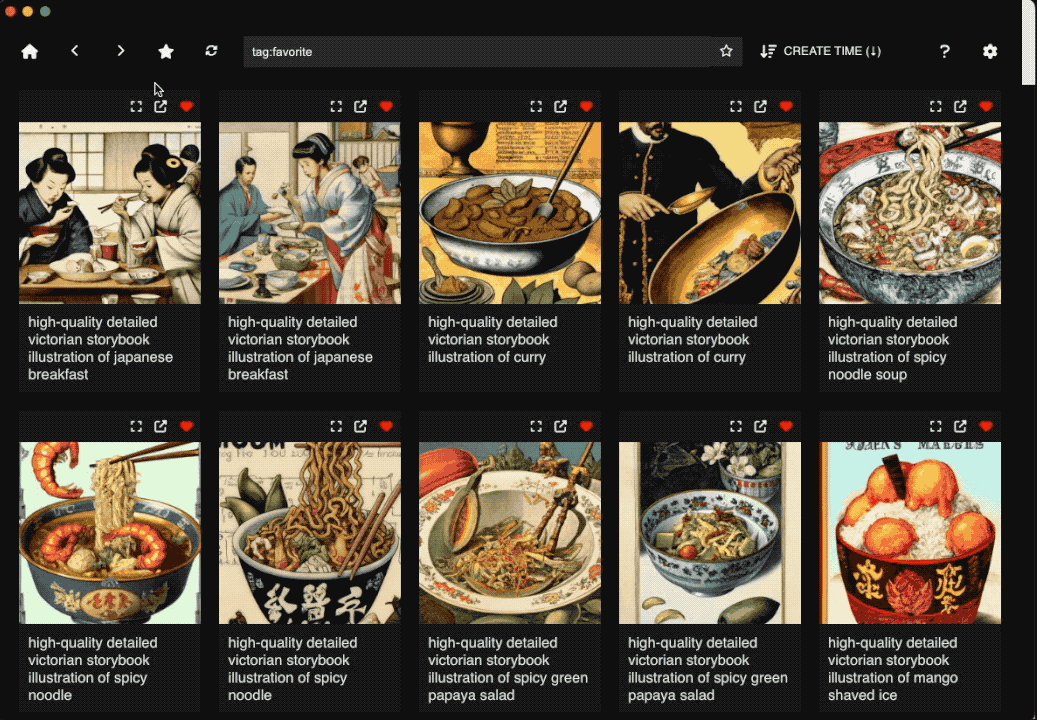 tag:favorite
CREATE TIME (↓)
?
high-quality detailed
victorian storybook
illustration of japanese
breakfast
high-quality detailed
victorian storybook
illustration of japanese
breakfast
high-quality detailed
victorian storybook
illustration of curry
high-quality detailed
victorian storybook
illustration of curry
high-quality detailed
victorian storybook
illustration of spicy
noodle soup
high-quality detailed
victorian storybook
illustration of spicy
noodle
high-quality detailed
victorian storybook
illustration of spicy
noodle
high-quality detailed
victorian storybook
illustration of spicy green
papaya salad
high-quality detailed
victorian storybook
illustration of spicy green
papaya salad
high-quality detailed
victorian storybook
illustration of mango
shaved ice